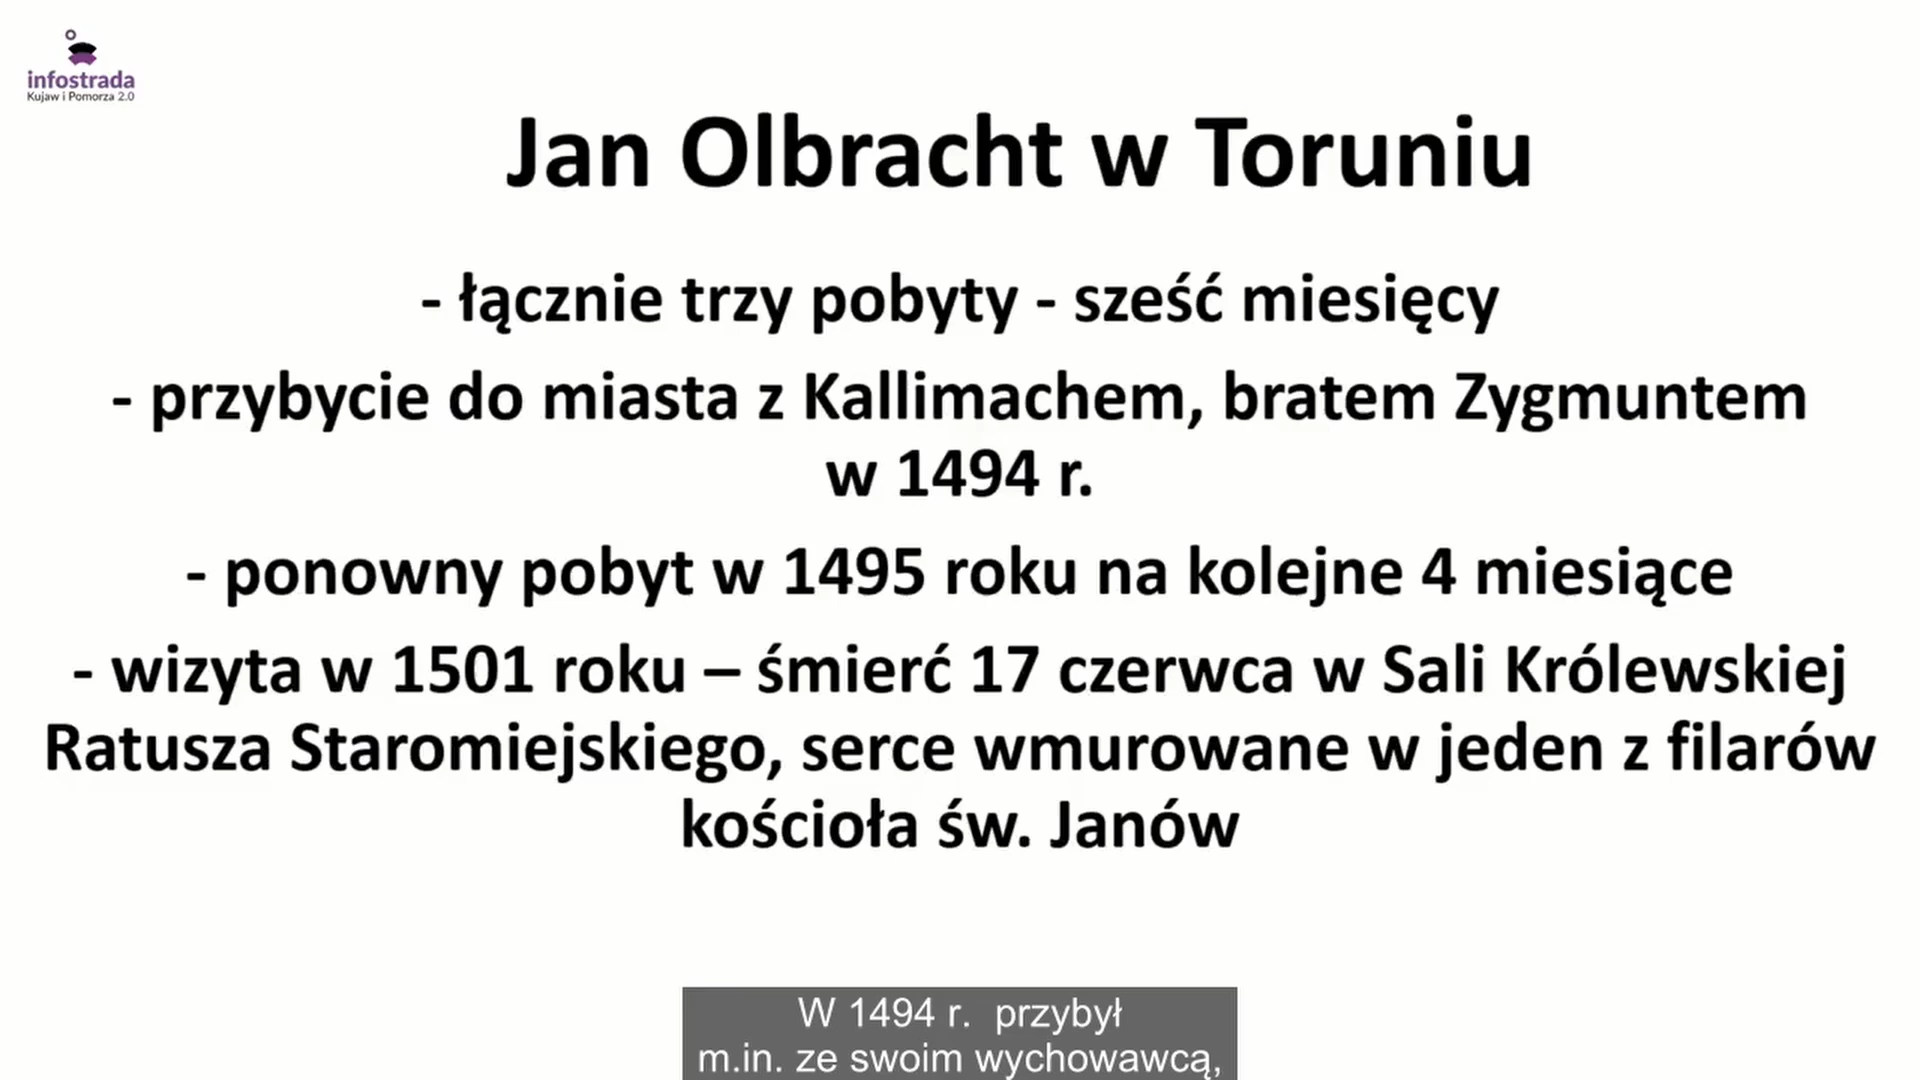 infostrada
Kujaw i Pomorza 2.0
Jan Olbracht w Toruniu
- łącznie trzy pobyty - sześć miesięcy
- przybycie do miasta z Kallimachem, bratem Zygmuntem
w 1494 r.
- ponowny pobyt w 1495 roku na kolejne 4 miesiące
- wizyta w 1501 roku – śmierć 17 czerwca w Sali Królewskiej
Ratusza Staromiejskiego, serce wmurowane w jeden z filarów
kościoła św. Janów
W 1494 r.  przybył
m.in. ze swoim wychowawcą,